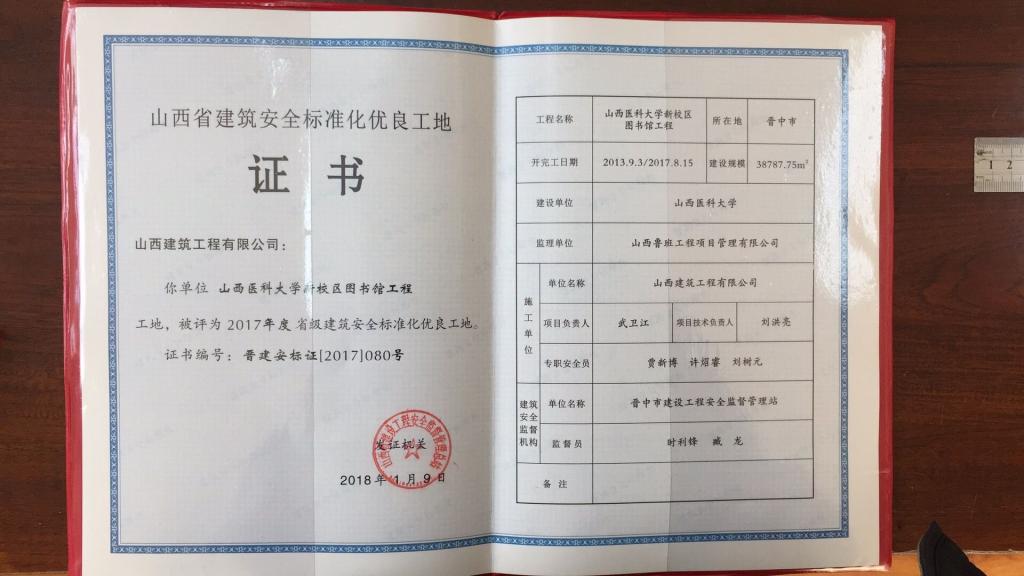 山西省建筑安全标准化优良工地
证书
山西建筑工程有限公司：
你单位 山西医科大学新校区图书馆工程
工地，被评为2017年度省级建筑安全标准化优良工地。
证书编号：晋建安标证[2017]080号
发证机关
2018年1月9日
工程名称 山西医科大学新校区 所在地 晋中市
图书馆工程
开完工日期 2013.9.3/2017.8.15 建设规模 38787.75m²
建设单位 山西医科大学
监理单位 山西鲁班工程项目管理有限公司
施工单位 单位名称 山西建筑工程有限公司
项目负责人 武卫江 项目技术负责人 刘洪亮
专职安全员 贾新博 许熠睿 刘树元
建筑安全监督机构 单位名称 晋中市建设工程安全监督管理站
监督员 时利锋 臧龙
备注
1 2